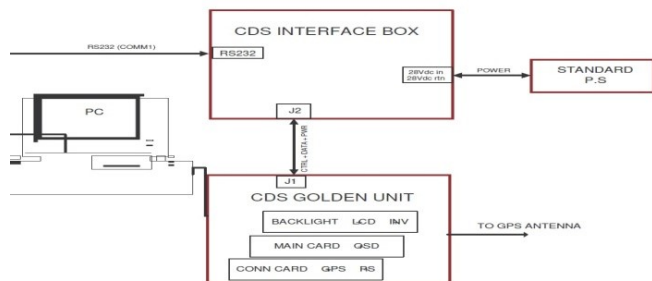 CDS INTERFACE BOX
RS232 (COMM1)
RS232
28Vdc in
28Vdc rtn
POWER
STANDARD
P.S
PC
J2
CTRL + DATA + PWR
J1
CDS GOLDEN UNIT
BACKLIGHT LCD INV
TO GPS ANTENNA
MAIN CARD OSD
CONN CARD GPS RS